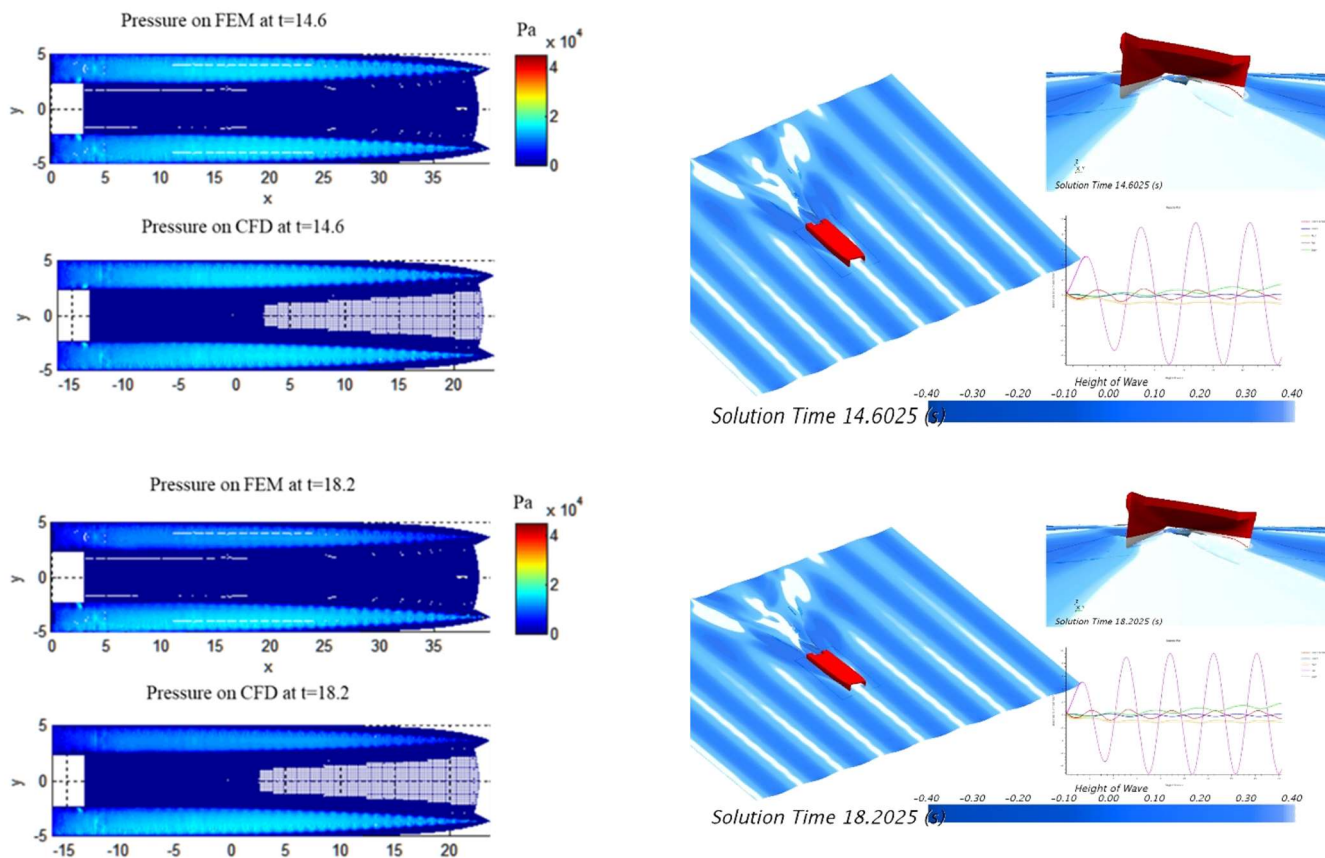 Pressure on FEM at t=14.6
Pa
x 10⁴
5
0
-5
y
4
2
0
0 5 10 15 20 25 30 35
x
Pressure on CFD at t=14.6
5
0
-5
y
-15 -10 -5 0 5 10 15 20
Solution Time 14.6025 (s)
Height of Wave
-0.40 -0.30 -0.20 -0.10 0.00 0.10 0.20 0.30 0.40
Solution Time 14.6025 (s)
Pressure on FEM at t=18.2
Pa
x 10⁴
5
0
-5
y
4
2
0
0 5 10 15 20 25 30 35
x
Pressure on CFD at t=18.2
5
0
-5
y
-15 -10 -5 0 5 10 15 20
Solution Time 18.2025 (s)
Height of Wave
-0.40 -0.30 -0.20 -0.10 0.00 0.10 0.20 0.30 0.40
Solution Time 18.2025 (s)